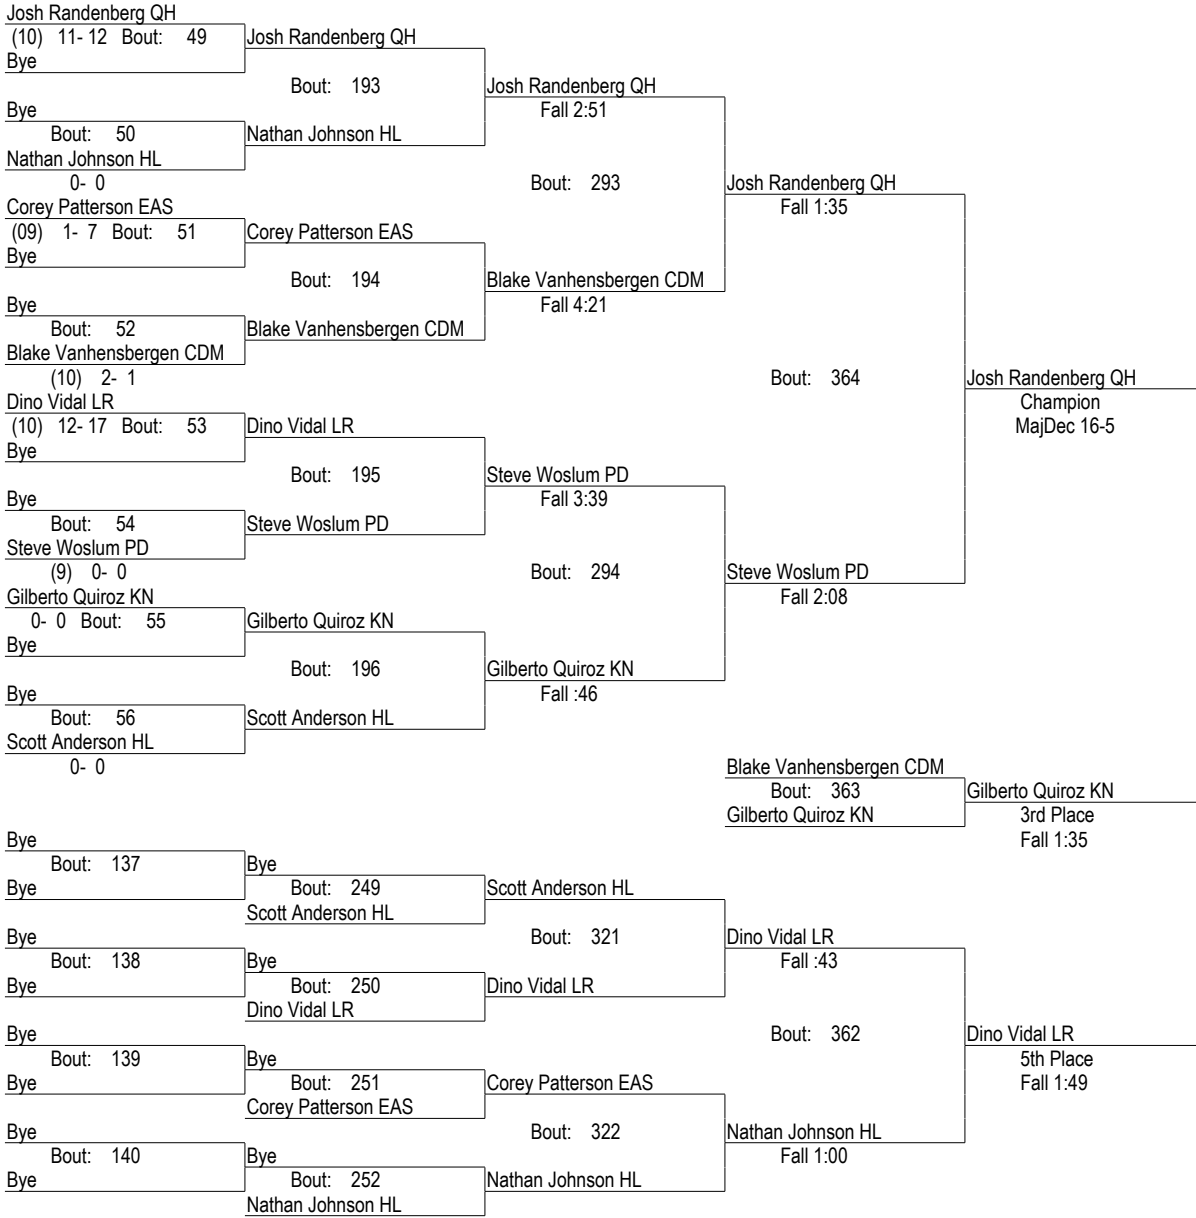 Josh Randenberg QH
(10) 11- 12 Bout: 49 Josh Randenberg QH
Bye
Bout: 193 Josh Randenberg QH
Bye Fall 2:51
Bout: 50 Nathan Johnson HL
Nathan Johnson HL
0- 0 Bout: 293 Josh Randenberg QH
Corey Patterson EAS Fall 1:35
(09) 1- 7 Bout: 51 Corey Patterson EAS
Bye
Bout: 194 Blake Vanhensbergen CDM
Bye Fall 4:21
Bout: 52 Blake Vanhensbergen CDM
Blake Vanhensbergen CDM
(10) 2- 1 Bout: 364 Josh Randenberg QH
Dino Vidal LR Champion
(10) 12- 17 Bout: 53 Dino Vidal LR MajDec 16-5
Bye
Bout: 195 Steve Woslum PD
Bye Fall 3:39
Bout: 54 Steve Woslum PD
Steve Woslum PD
(9) 0- 0 Bout: 294 Steve Woslum PD
Gilberto Quiroz KN Fall 2:08
0- 0 Bout: 55 Gilberto Quiroz KN
Bye
Bout: 196 Gilberto Quiroz KN
Bye Fall :46
Bout: 56 Scott Anderson HL
Scott Anderson HL
0- 0 Blake Vanhensbergen CDM
Bout: 363 Gilberto Quiroz KN
Gilberto Quiroz KN 3rd Place
Bye Fall 1:35
Bout: 137 Bye
Bye Bout: 249 Scott Anderson HL
Scott Anderson HL
Bye Bout: 321 Dino Vidal LR
Bout: 138 Bye Fall :43
Bye Bout: 250 Dino Vidal LR
Dino Vidal LR
Bye Bout: 362 Dino Vidal LR
Bout: 139 Bye 5th Place
Bye Bout: 251 Corey Patterson EAS Fall 1:49
Corey Patterson EAS
Bye Bout: 322 Nathan Johnson HL
Bout: 140 Bye Fall 1:00
Bye Bout: 252 Nathan Johnson HL
Nathan Johnson HL